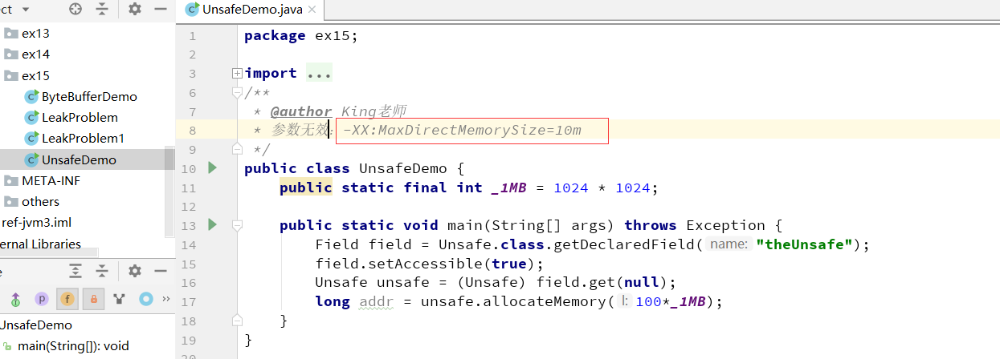 ect
UnsafeDemo.java
ex13
ex14
ex15
ByteBufferDemo
LeakProblem
LeakProblem1
UnsafeDemo
META-INF
others
ref-jvm3.iml
ernal Libraries
e
UnsafeDemo
main(String[]): void
1 package ex15;
2
3 import ...
6 /**
7 * @author King老师
8 * 参数无效：-XX:MaxDirectMemorySize=10m
9 */
10 public class UnsafeDemo {
11 public static final int _1MB = 1024 * 1024;
12
13 public static void main(String[] args) throws Exception {
14 Field field = Unsafe.class.getDeclaredField( name: "theUnsafe");
15 field.setAccessible(true);
16 Unsafe unsafe = (Unsafe) field.get(null);
17 long addr = unsafe.allocateMemory( l: 100*_1MB);
18 }
19 }